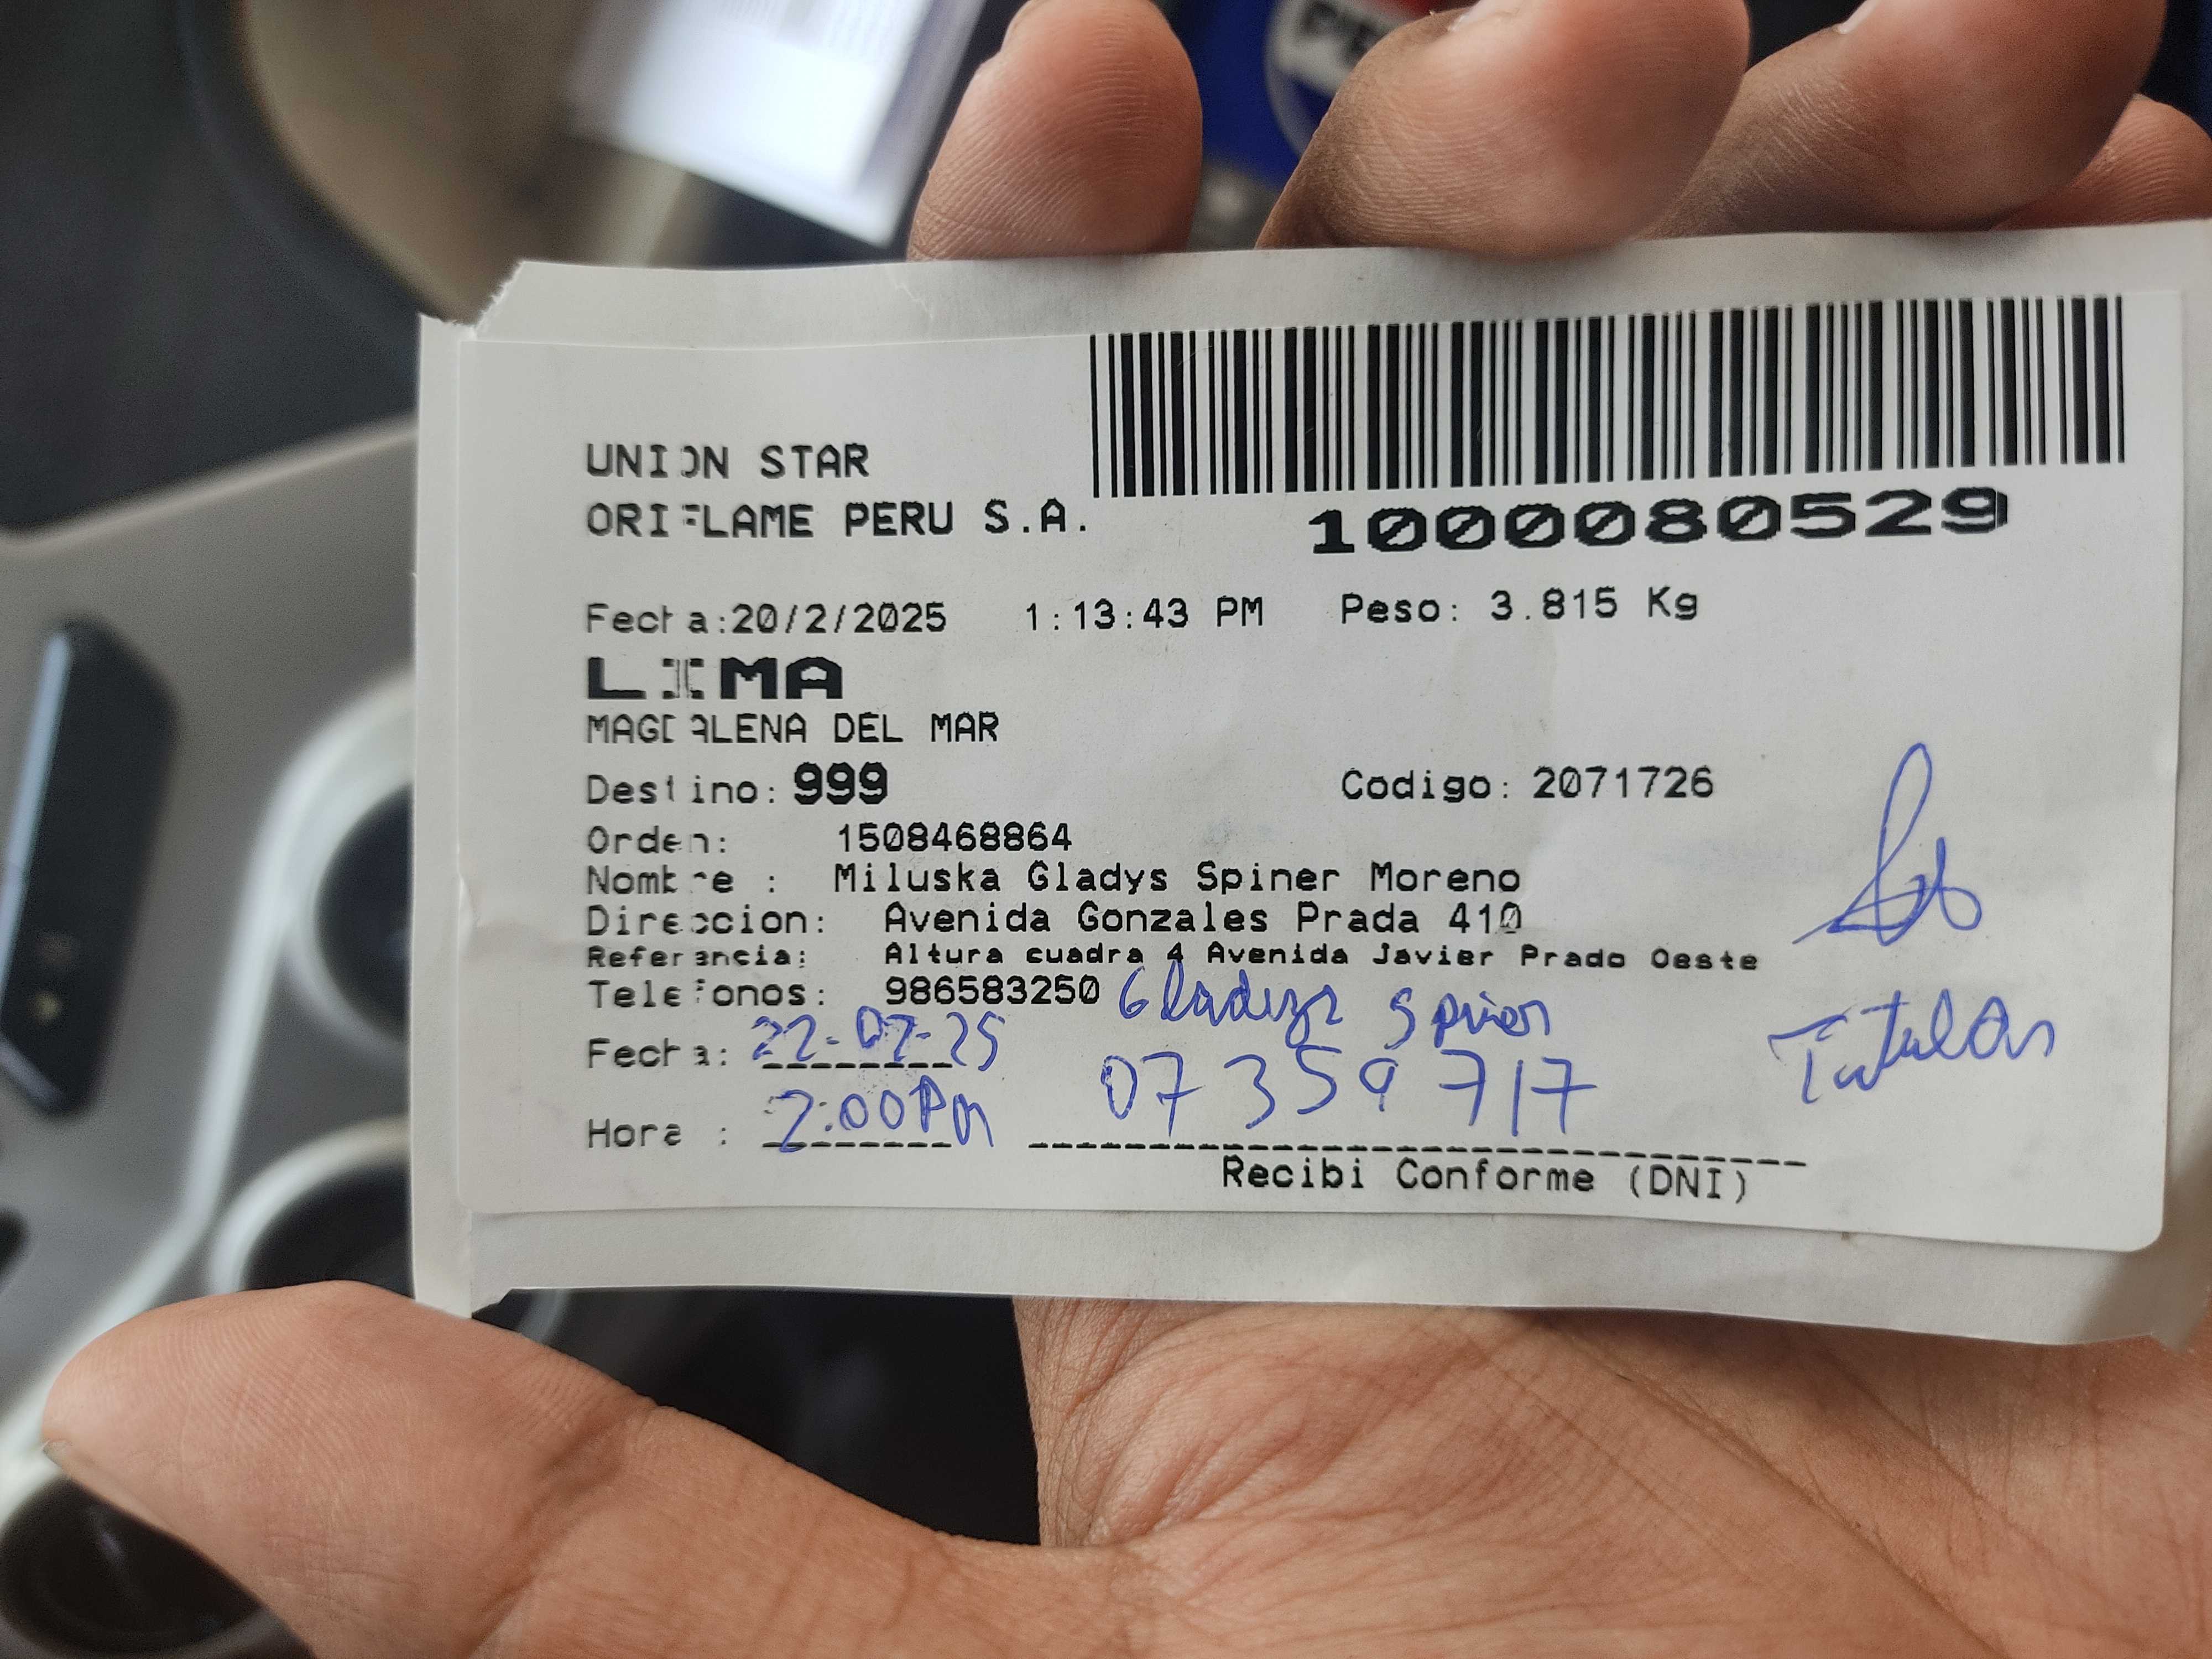 UNION STAR
ORIFLAME PERU S.A.
1000080529
Fecha:20/2/2025 1:13:43 PM Peso: 3.815 Kg
LIMA
MAGDALENA DEL MAR
Destino: 999 Codigo: 2071726
Orden: 1508468864
Nombre : Miluska Gladys Spiner Moreno
Direccion: Avenida Gonzales Prada 410
Referencia: Altura cuadra 4 Avenida Javier Prado Oeste
Telefonos: 986583250 Gladys Spiner
Fecha: 22-02-25 Titular
Hora : 2:00Pm 07359717
Recibi Conforme (DNI)